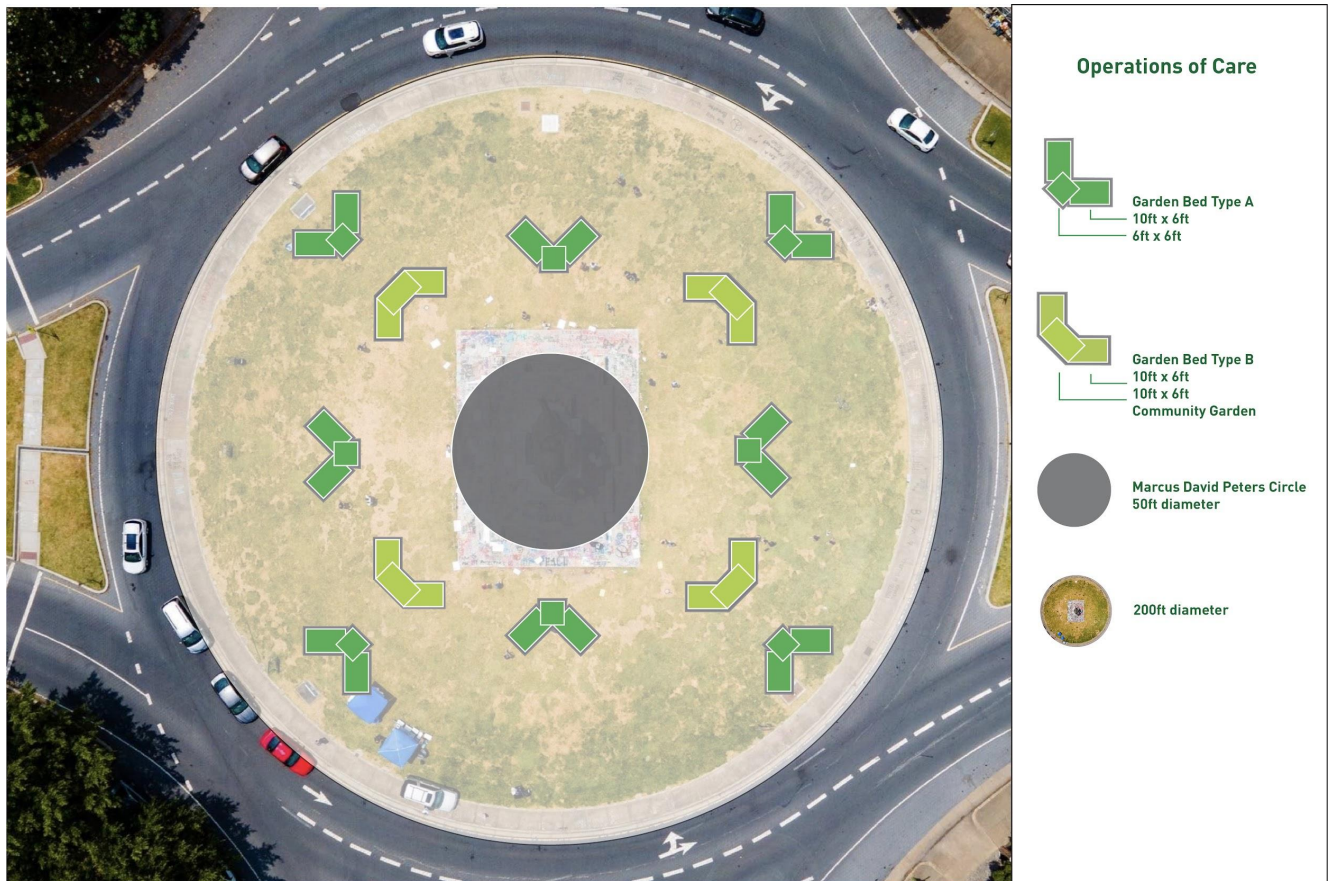 Operations of Care
Garden Bed Type A
10ft x 6ft
6ft x 6ft
Garden Bed Type B
10ft x 6ft
10ft x 6ft
Community Garden
Marcus David Peters Circle
50ft diameter
200ft diameter